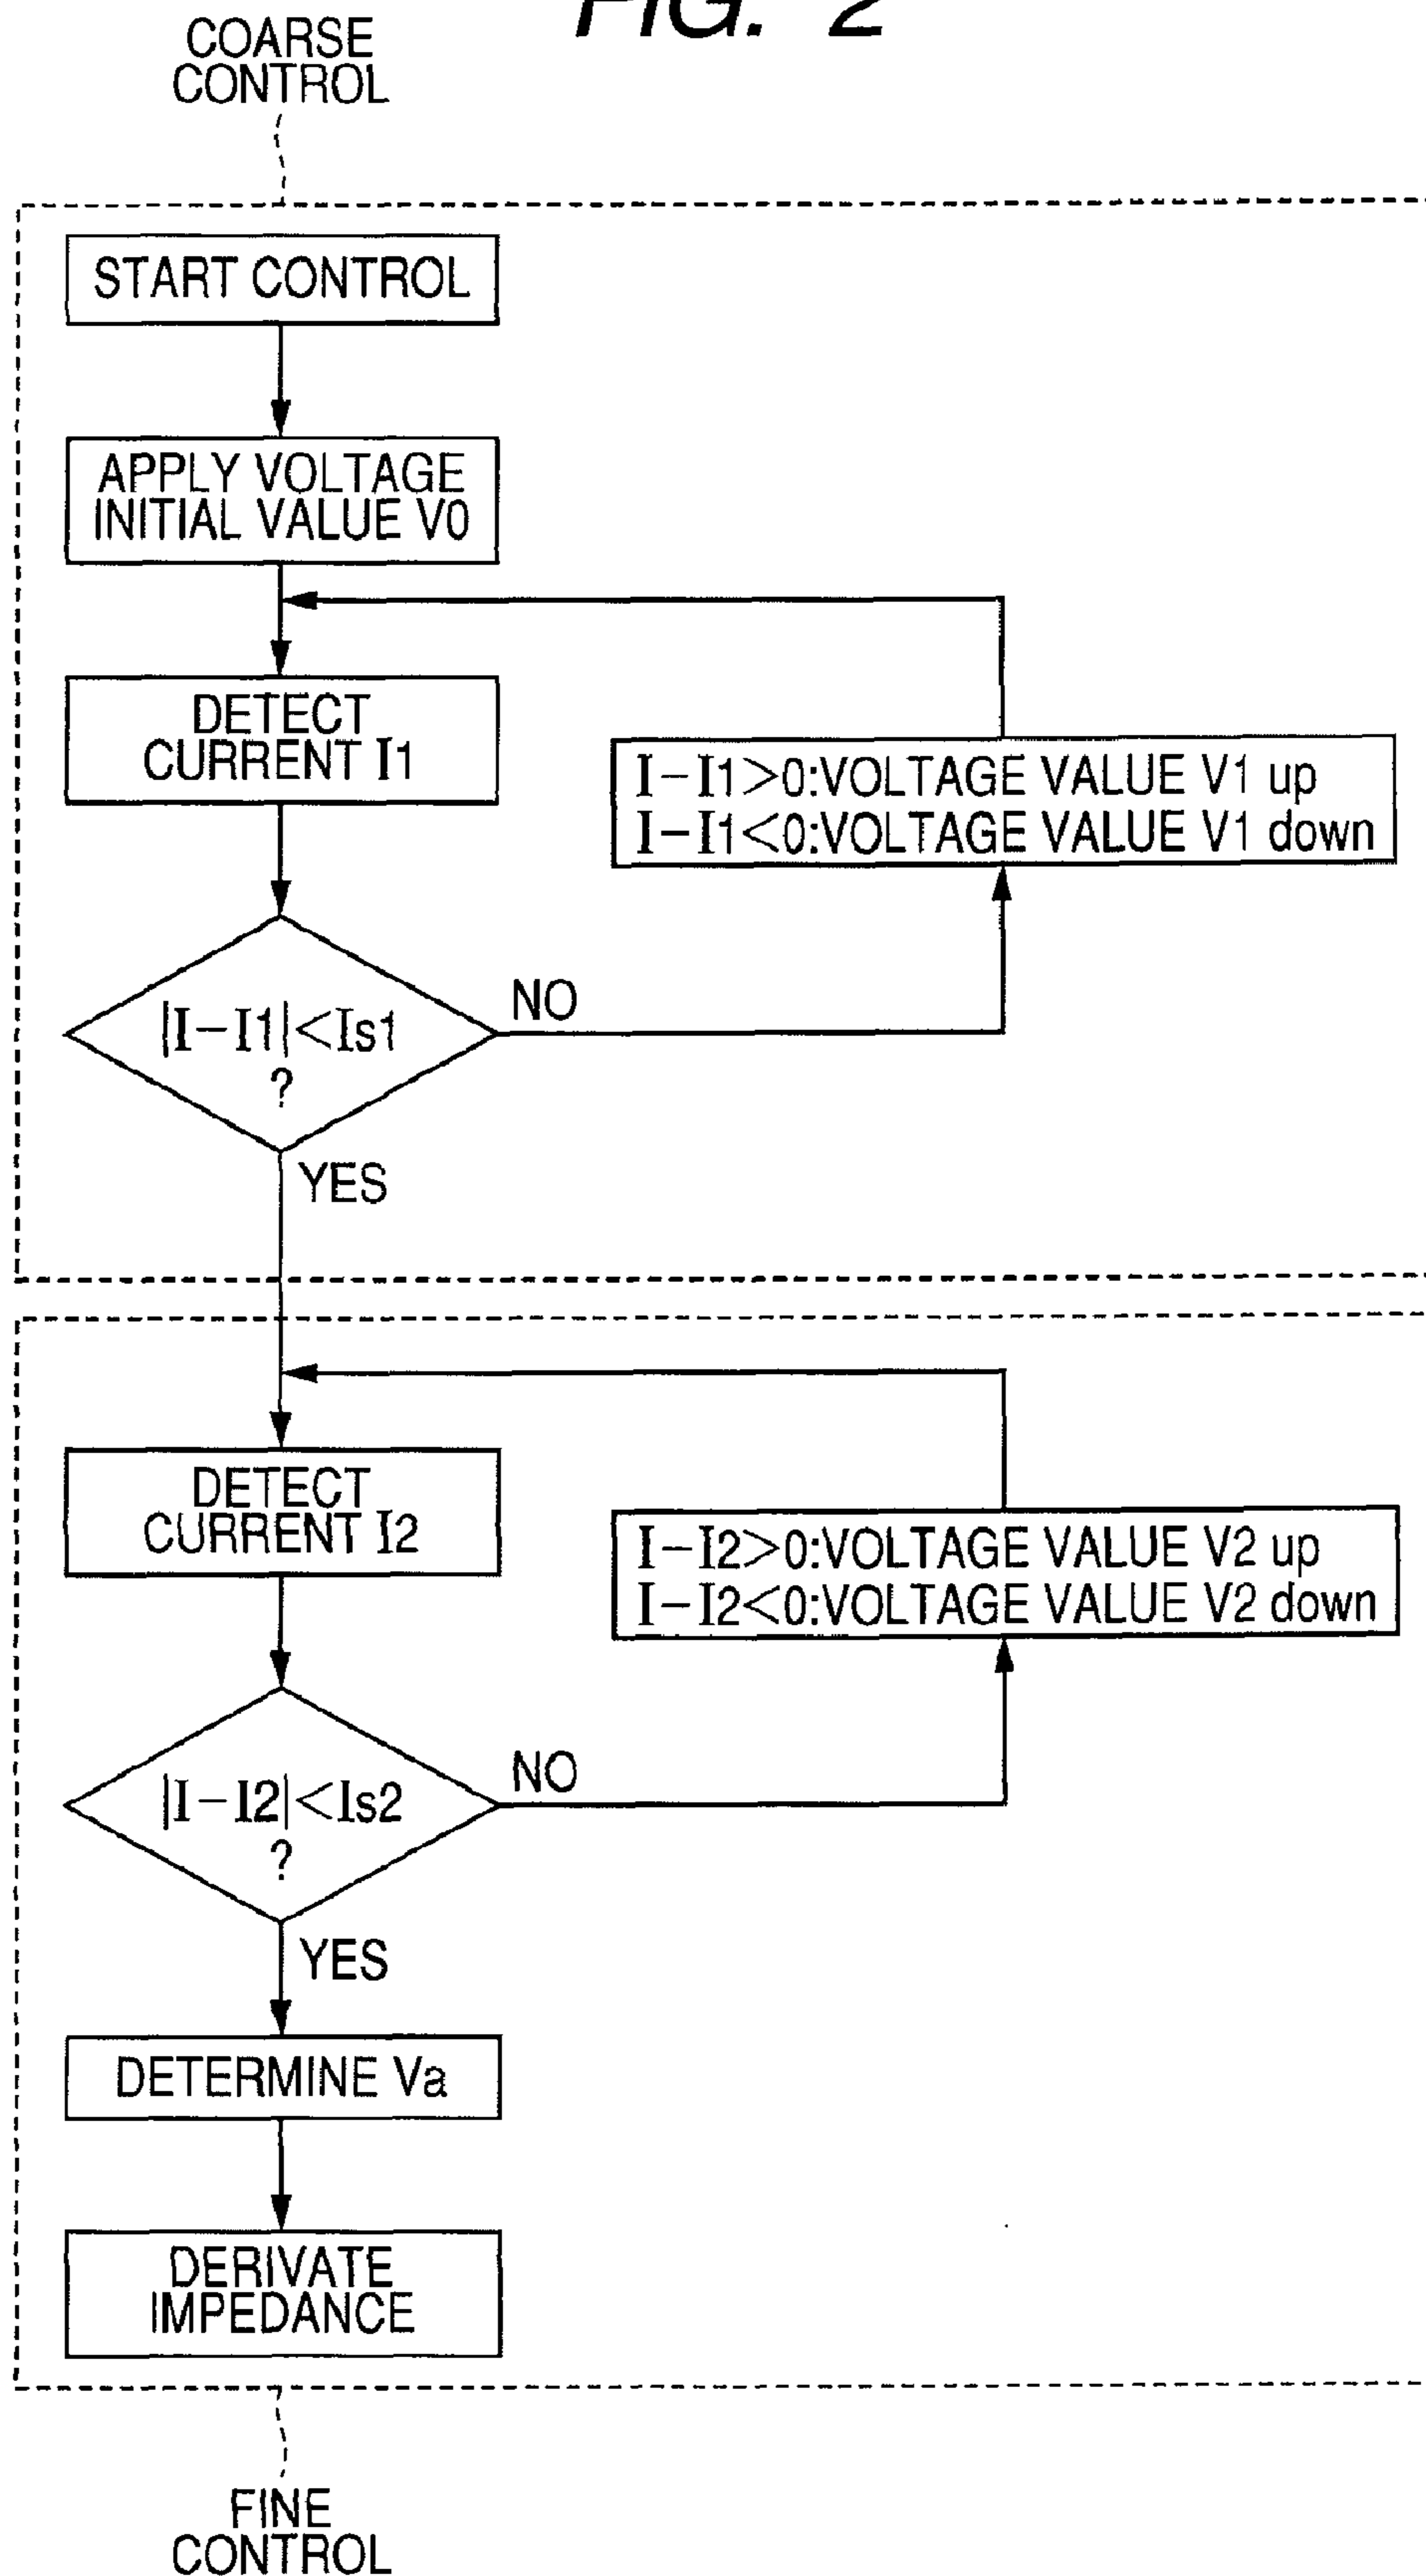 FIG. 2
COARSE
CONTROL
START CONTROL
APPLY VOLTAGE
INITIAL VALUE V0
DETECT
CURRENT I1
I-I1>0:VOLTAGE VALUE V1 up
I-I1<0:VOLTAGE VALUE V1 down
|I-I1|<Is1
?
NO
YES
DETECT
CURRENT I2
I-I2>0:VOLTAGE VALUE V2 up
I-I2<0:VOLTAGE VALUE V2 down
|I-I2|<Is2
?
NO
YES
DETERMINE Va
DERIVATE
IMPEDANCE
FINE
CONTROL